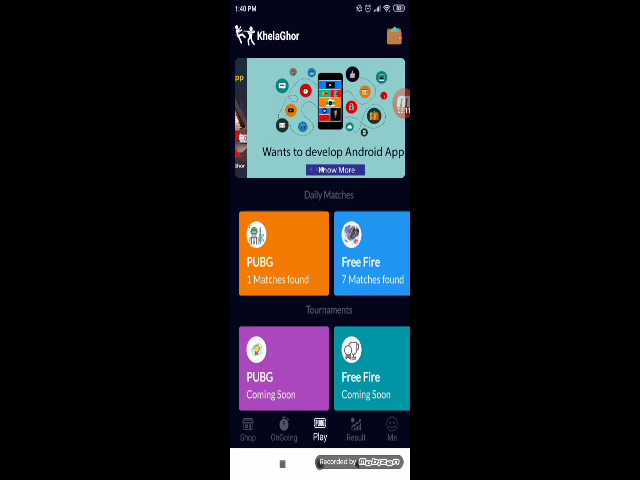 1:40 PM
KhelaGhor
Wants to develop Android App
Know More
Daily Matches
PUBG
1 Matches found
Free Fire
7 Matches found
Tournaments
PUBG
Coming Soon
Free Fire
Coming Soon
Shop
OnGoing
Play
Result
Me
Recorded by mobizen